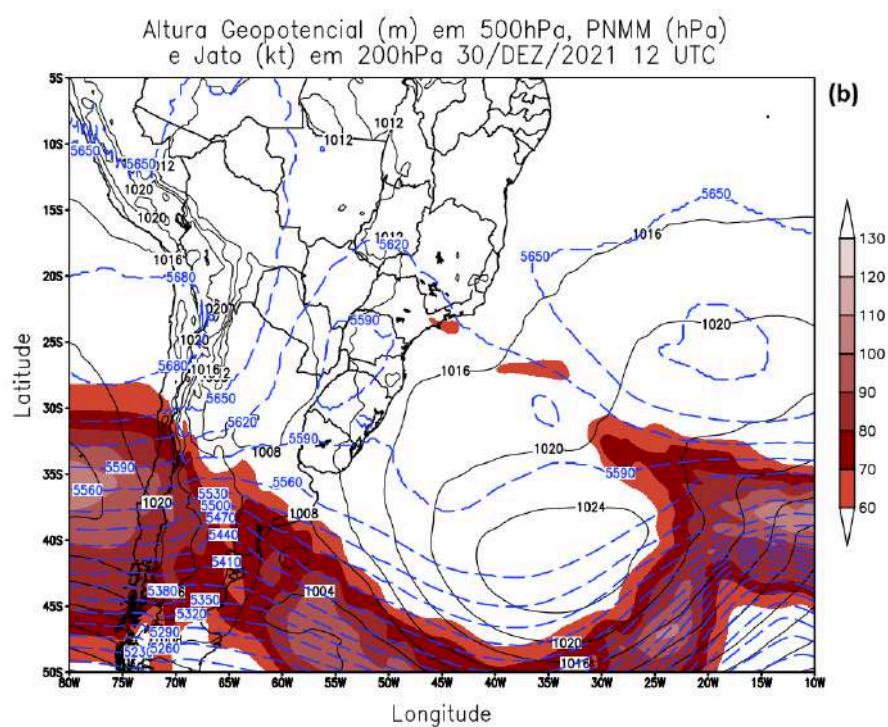 Altura Geopotencial (m) em 500hPa, PNMM (hPa)
e Jato (kt) em 200hPa 30/DEZ/2021 12 UTC
(b)
5S
10S
15S
20S
25S
30S
35S
40S
45S
50S
Latitude
80W 75W 70W 65W 60W 55W 50W 45W 40W 35W 30W 25W 20W 15W 10W
Longitude
130
120
110
100
90
80
70
60
1012 1012
5650 5650
1020
1020
5650
1012 5620 1016
1016 5650
5680
1020
5590 1020
1020
5680 1016 1016
5650
5620
1008 5590 1020
5590 5560 5590
5560 5530
1020 5500 1024
5470 1008
5440
5410
5380 1004
5350
5320
5290 1020
5260 1016